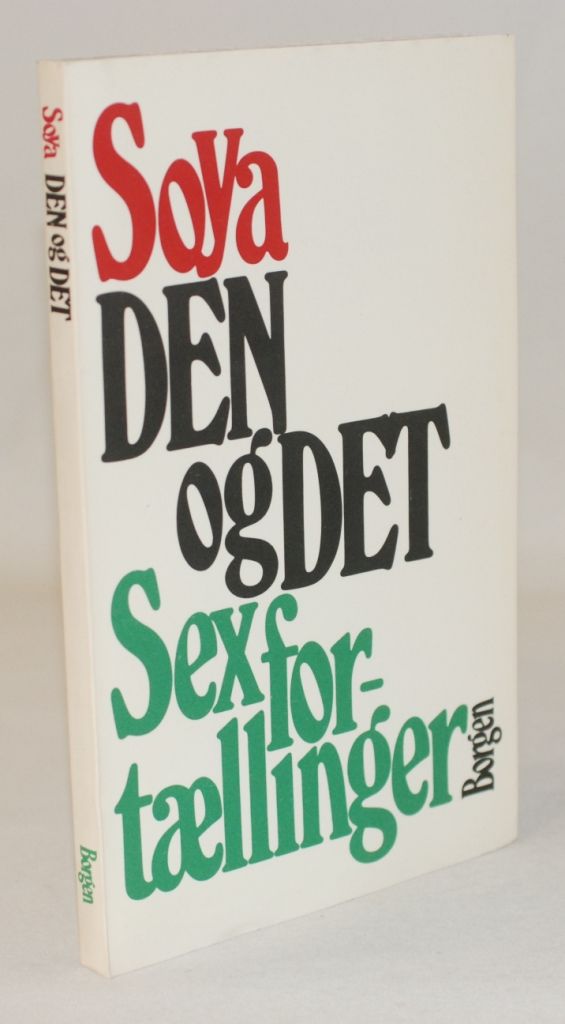 Soya DEN og DET
Borgen
Soya
DEN
og DET
Sex for-
tællinger
Borgen